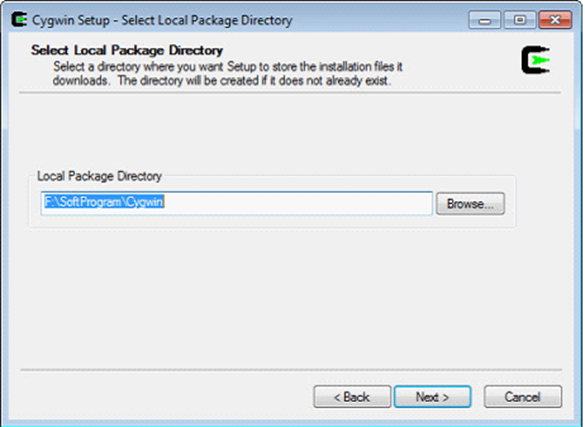 Cygwin Setup - Select Local Package Directory
Select Local Package Directory
Select a directory where you want Setup to store the installation files it
downloads. The directory will be created if it does not already exist.
Local Package Directory
F:\SoftProgram\Cygwin
Browse...
< Back
Next >
Cancel